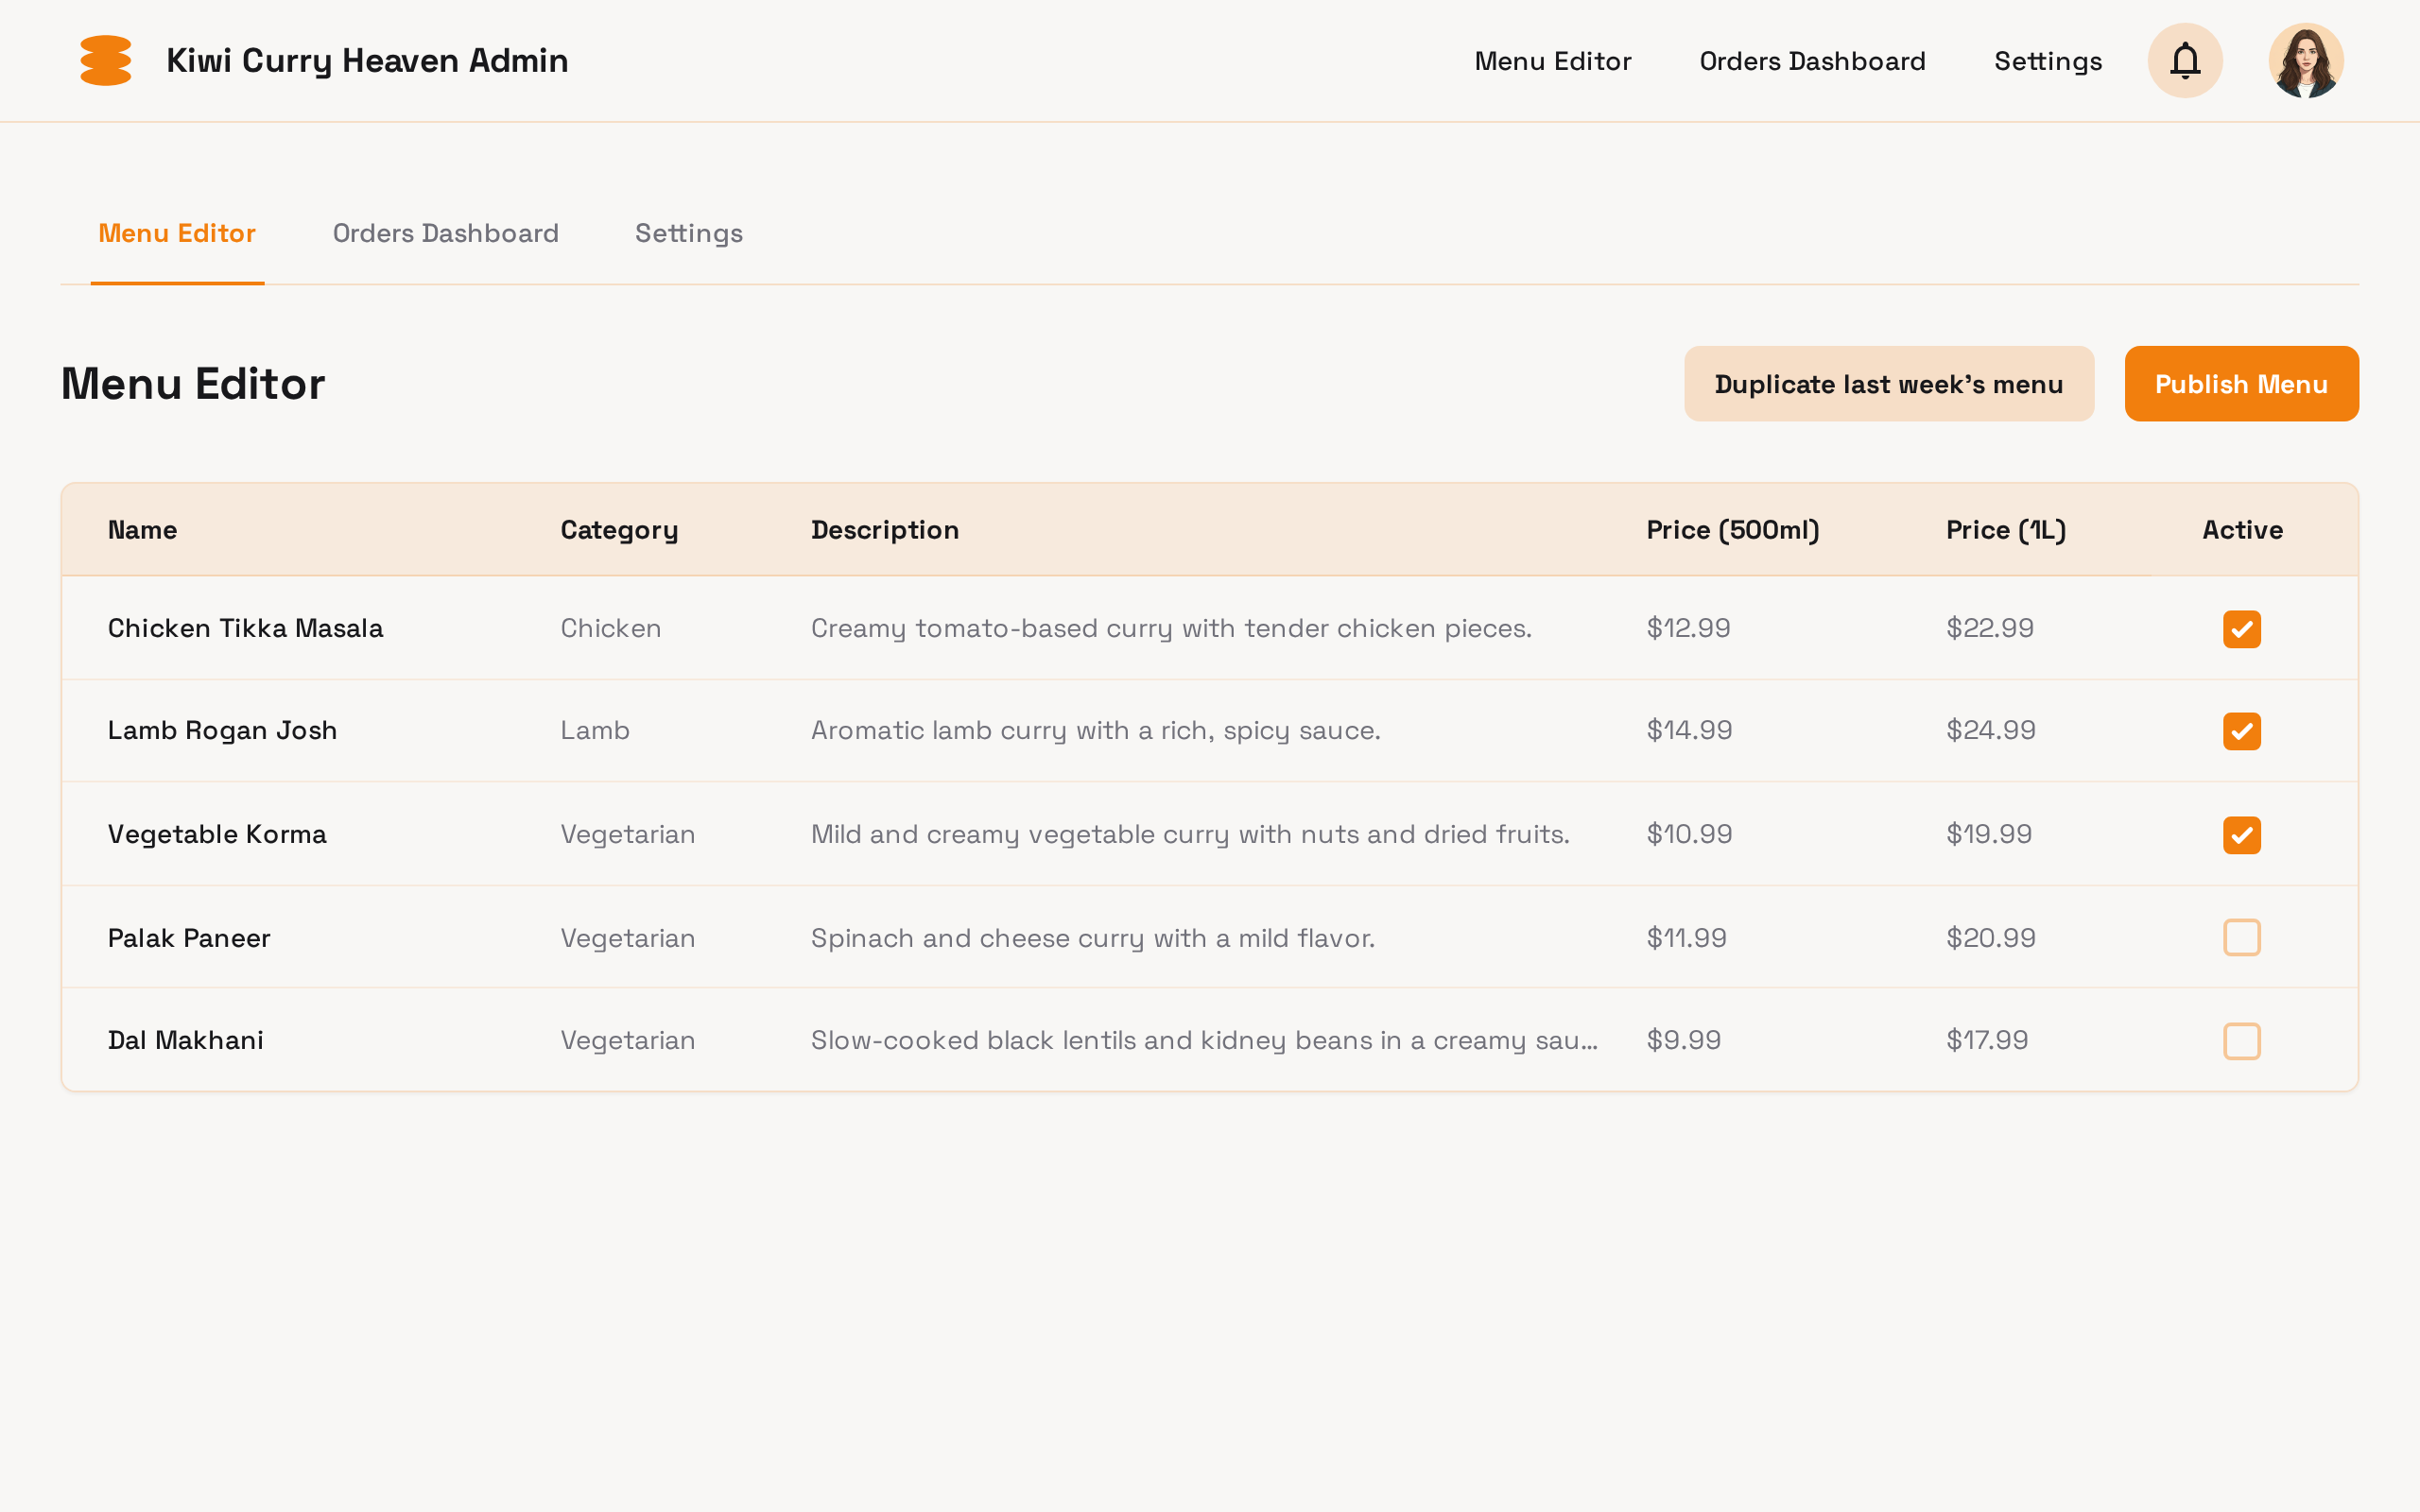 Kiwi Curry Heaven Admin
Menu Editor Orders Dashboard Settings
Menu Editor Orders Dashboard Settings
Menu Editor
Duplicate last week's menu Publish Menu
Name Category Description Price (500ml) Price (1L) Active
Chicken Tikka Masala Chicken Creamy tomato-based curry with tender chicken pieces. $12.99 $22.99
Lamb Rogan Josh Lamb Aromatic lamb curry with a rich, spicy sauce. $14.99 $24.99
Vegetable Korma Vegetarian Mild and creamy vegetable curry with nuts and dried fruits. $10.99 $19.99
Palak Paneer Vegetarian Spinach and cheese curry with a mild flavor. $11.99 $20.99
Dal Makhani Vegetarian Slow-cooked black lentils and kidney beans in a creamy sau... $9.99 $17.99